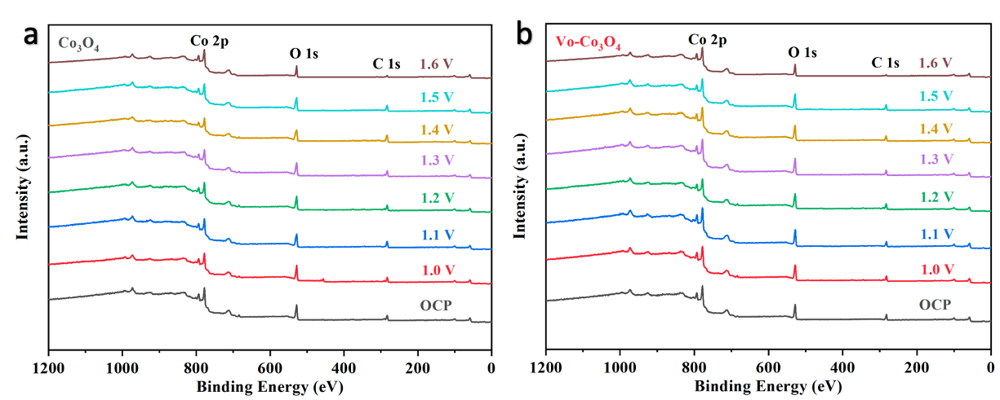 a
Co3O4
Co 2p
O 1s
C 1s
1.6 V
1.5 V
1.4 V
1.3 V
1.2 V
1.1 V
1.0 V
OCP
Intensity (a.u.)
1200 1000 800 600 400 200 0
Binding Energy (eV)
b
Vo-Co3O4
Co 2p
O 1s
C 1s
1.6 V
1.5 V
1.4 V
1.3 V
1.2 V
1.1 V
1.0 V
OCP
Intensity (a.u.)
1200 1000 800 600 400 200 0
Binding Energy (eV)